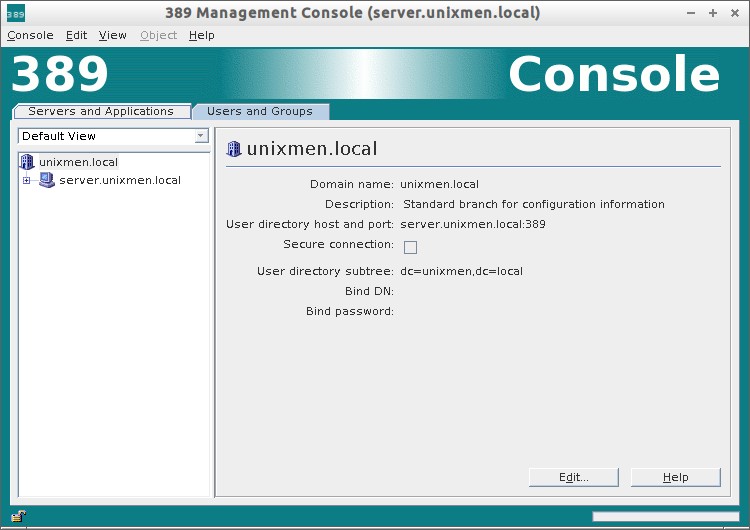 389 389 Management Console (server.unixmen.local)
Console Edit View Object Help
389 Console
Servers and Applications Users and Groups
Default View
unixmen.local
server.unixmen.local
unixmen.local
Domain name: unixmen.local
Description: Standard branch for configuration information
User directory host and port: server.unixmen.local:389
Secure connection:
User directory subtree: dc=unixmen,dc=local
Bind DN:
Bind password:
Edit... Help